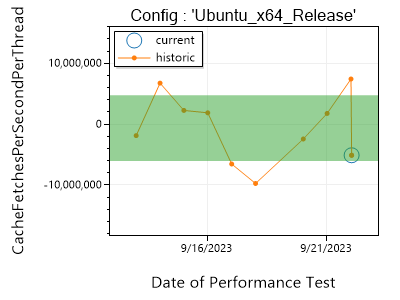 Config : 'Ubuntu_x64_Release'
current
historic
CacheFetchesPerSecondPerThread
10,000,000
0
-10,000,000
9/16/2023
9/21/2023
Date of Performance Test